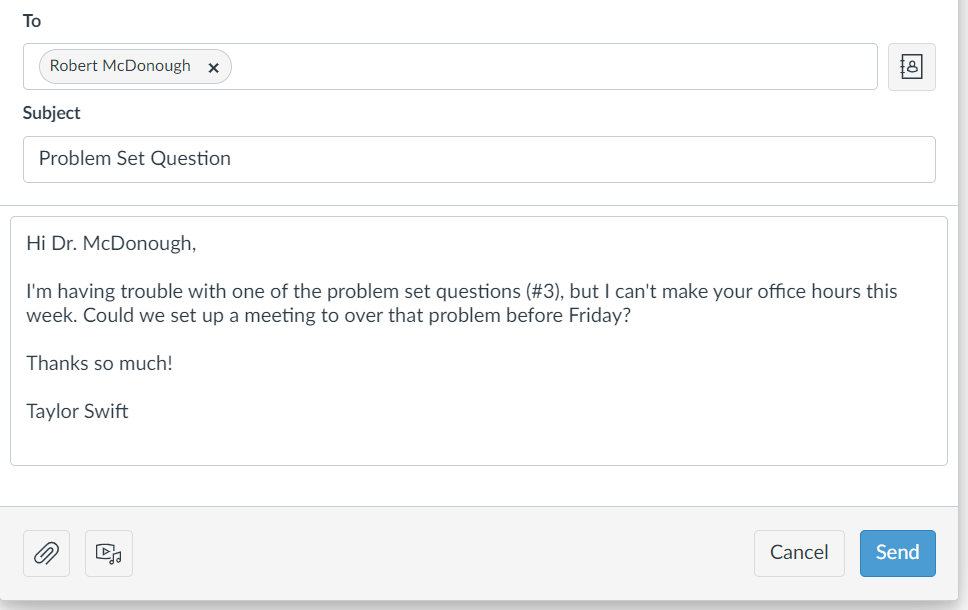 To
Robert McDonough ×
Subject
Problem Set Question
Hi Dr. McDonough,
I'm having trouble with one of the problem set questions (#3), but I can't make your office hours this
week. Could we set up a meeting to over that problem before Friday?
Thanks so much!
Taylor Swift
Cancel
Send